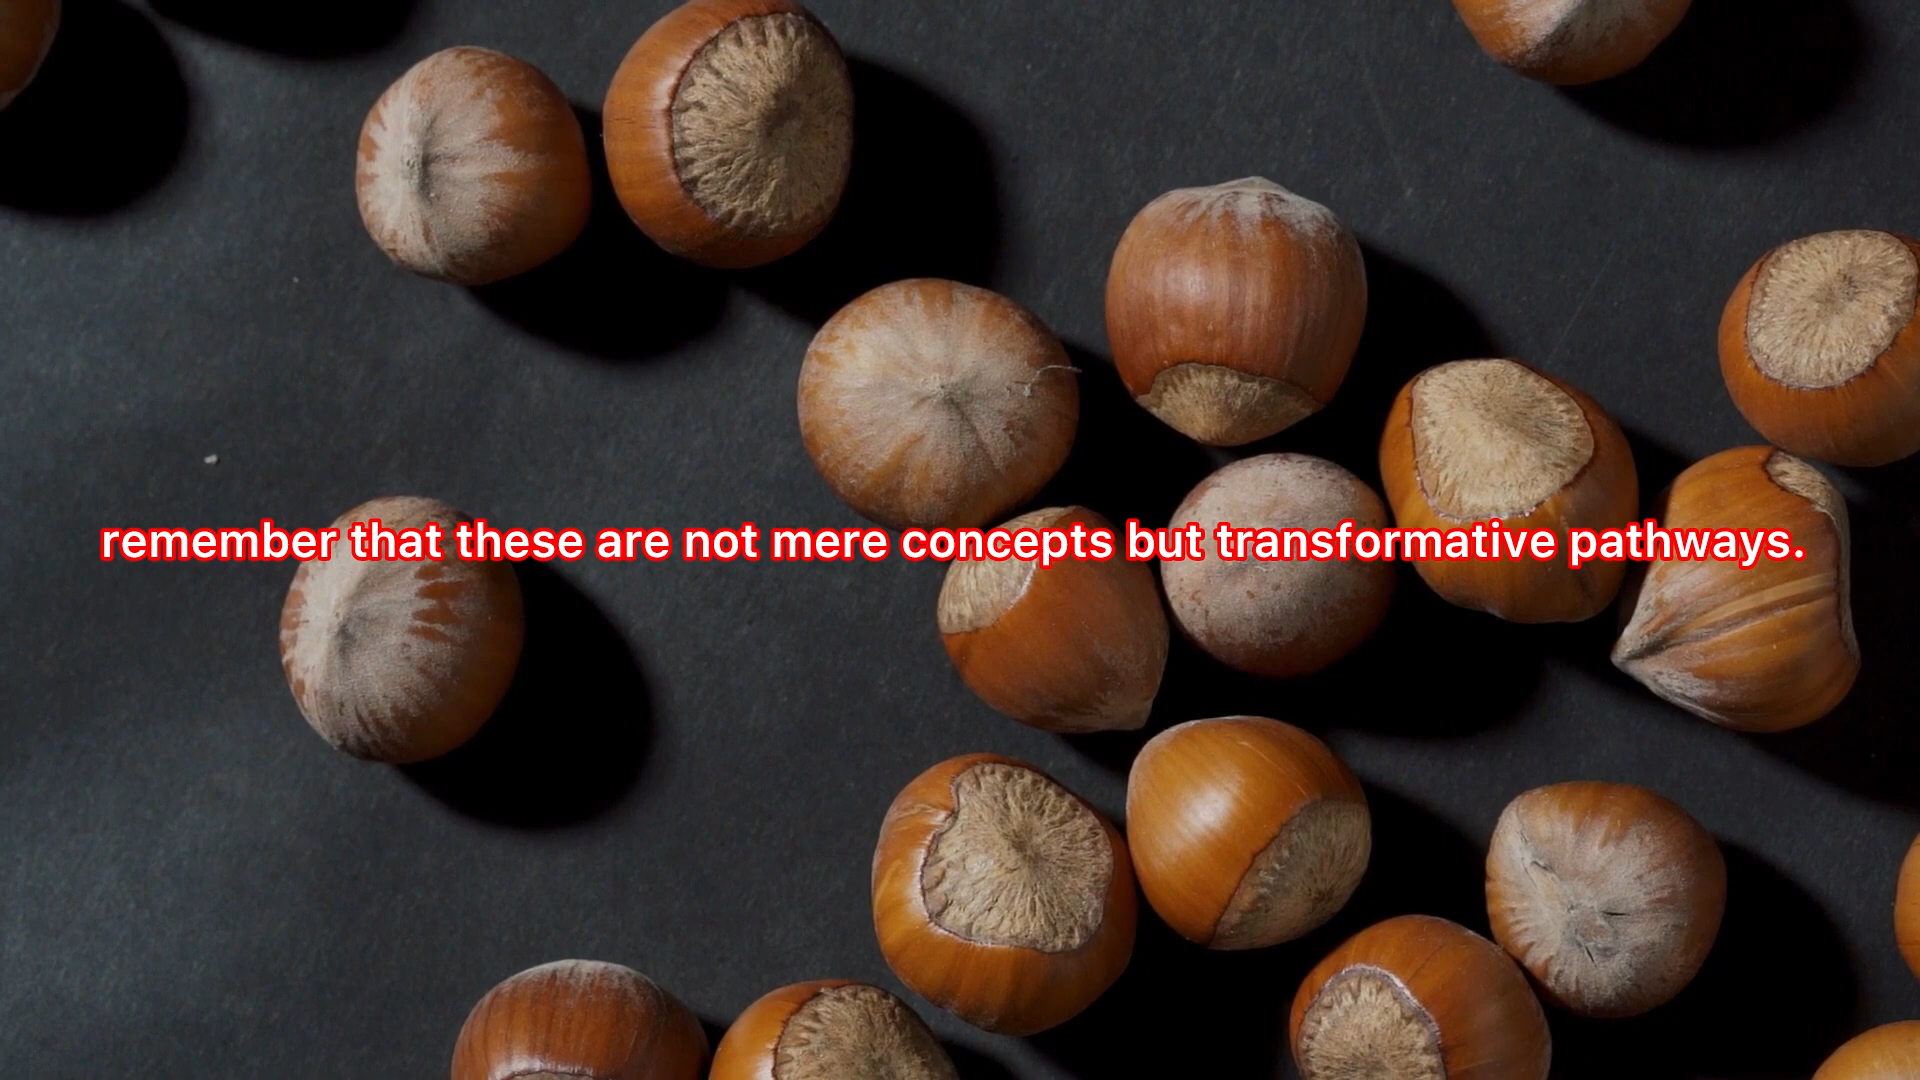 remember that these are not mere concepts but transformative pathways.